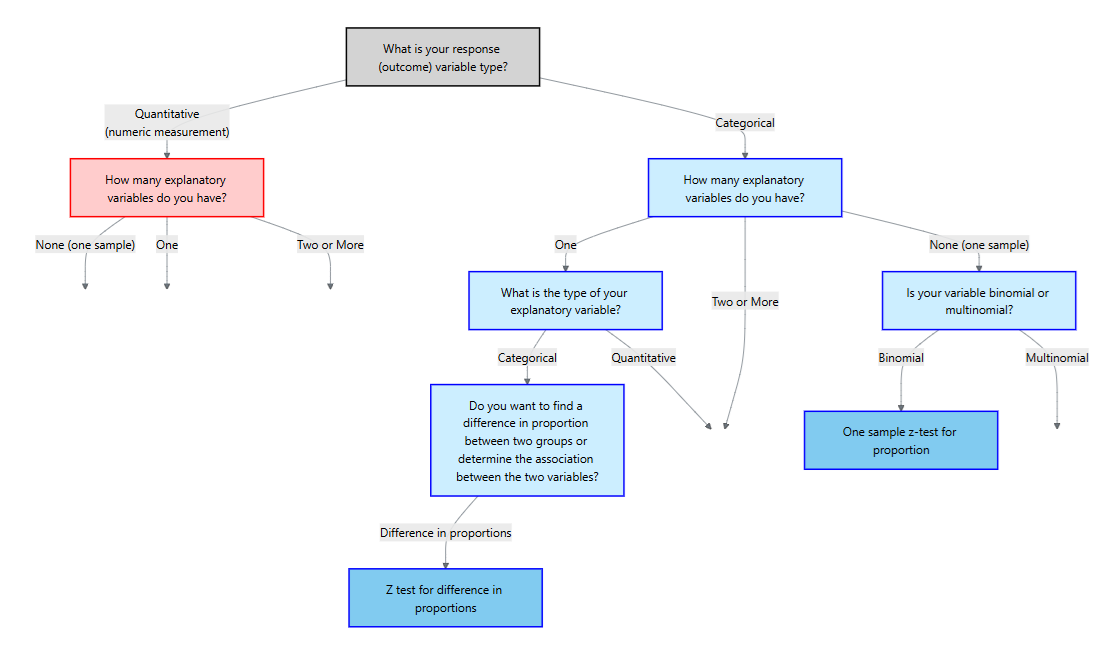 What is your response
(outcome) variable type?
Quantitative
(numeric measurement)
Categorical
How many explanatory
variables do you have?
How many explanatory
variables do you have?
None (one sample)
One
Two or More
One
None (one sample)
What is the type of your
explanatory variable?
Two or More
Is your variable binomial or
multinomial?
Categorical
Quantitative
Binomial
Multinomial
Do you want to find a
difference in proportion
between two groups or
determine the association
between the two variables?
One sample z-test for
proportion
Difference in proportions
Z test for difference in
proportions